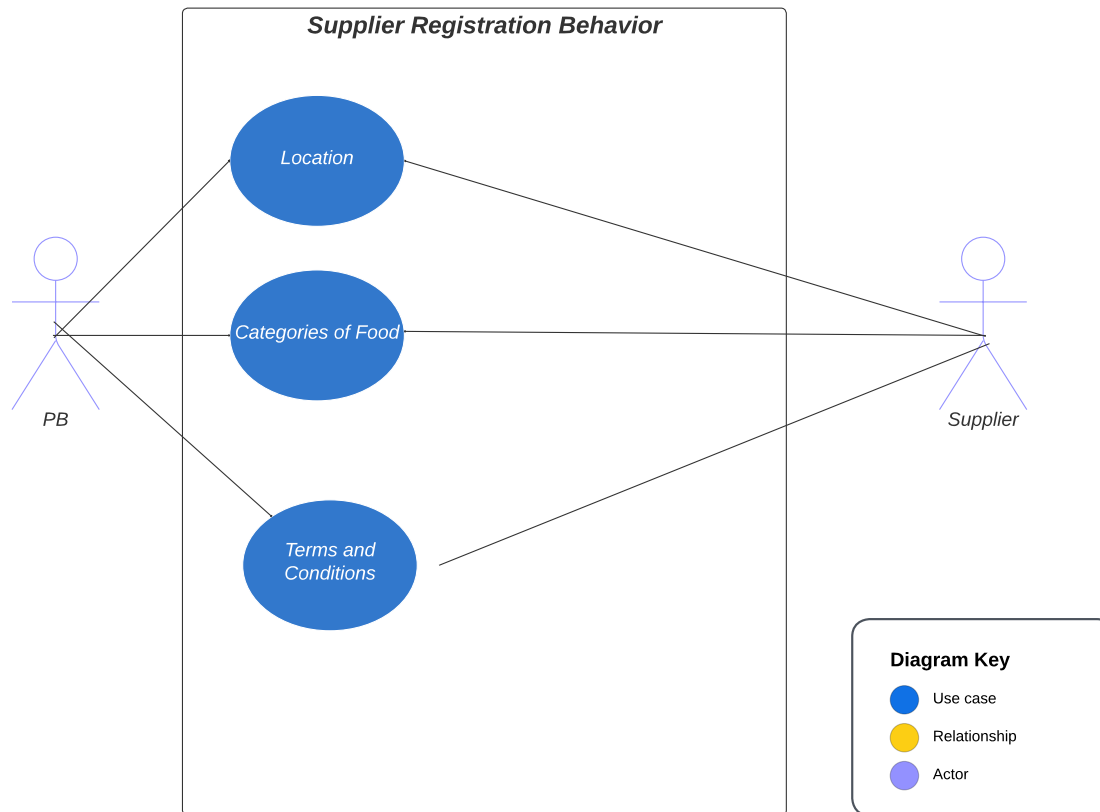 Supplier Registration Behavior
Location
Categories of Food
PB
Supplier
Terms and
Conditions
Diagram Key
Use case
Relationship
Actor